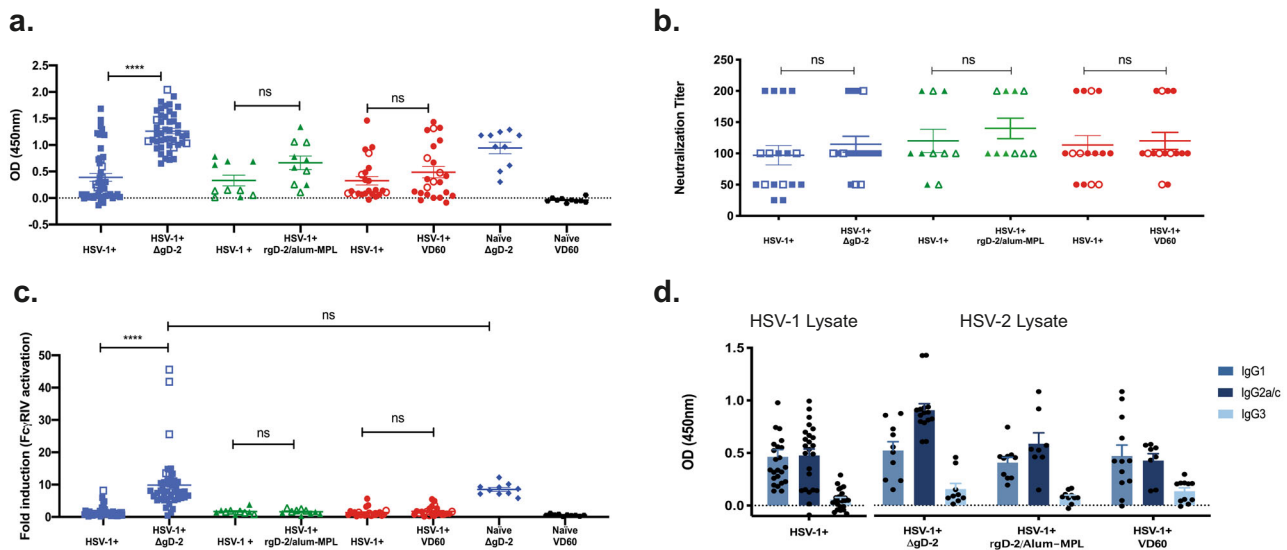 a.
OD (450nm)
2.5
2.0
1.5
1.0
0.5
0.0
****
ns
ns
HSV-1+
HSV-1+
ΔgD-2
HSV-1 +
HSV-1+
rgD-2/alum-MPL
HSV-1+
HSV-1+
VD60
Naïve
ΔgD-2
Naïve
VD60
b.
Neutralization Titer
250
200
150
100
50
0
ns
ns
ns
HSV-1+
HSV-1+
ΔgD-2
HSV-1+
HSV-1+
rgD-2/alum-MPL
HSV-1+
HSV-1+
VD60
c.
Fold induction (FcγRIV activation)
50
40
30
20
10
0
****
ns
ns
ns
HSV-1+
HSV-1+
ΔgD-2
HSV-1 +
HSV-1+
rgD-2/alum-MPL
HSV-1+
HSV-1+
VD60
Naïve
ΔgD-2
Naïve
VD60
d.
HSV-1 Lysate
HSV-2 Lysate
OD (450nm)
1.5
1.0
0.5
0.0
HSV-1+
HSV-1+
ΔgD-2
HSV-1+
rgD-2/Alum–MPL
HSV-1+
VD60
IgG1
IgG2a/c
IgG3